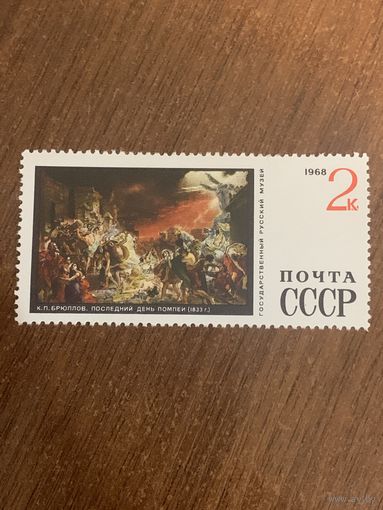 1968 2к
ПОЧТА
СССР
ГОСУДАРСТВЕННЫЙ РУССКИЙ МУЗЕЙ
К.П. БРЮЛЛОВ. ПОСЛЕДНИЙ ДЕНЬ ПОМПЕИ (1833 г.)